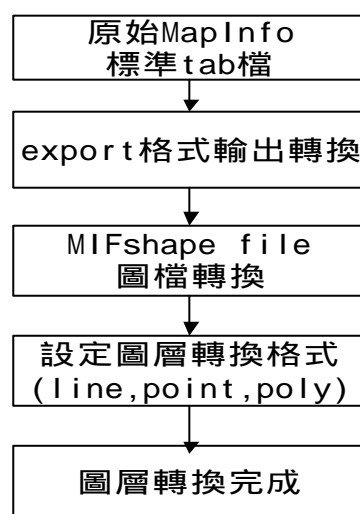 原始MapInfo
標準tab檔
export格式輸出轉換
MIFshape file
圖檔轉換
設定圖層轉換格式
(line,point,poly)
圖層轉換完成